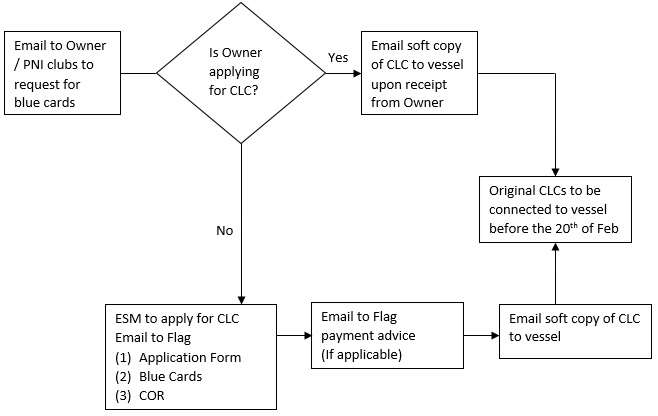 Email to Owner
/ PNI clubs to
request for
blue cards
Is Owner
applying
for CLC?
Yes
Email soft copy
of CLC to vessel
upon receipt
from Owner
Original CLCs to be
connected to vessel
before the 20th of Feb
No
ESM to apply for CLC
Email to Flag
(1) Application Form
(2) Blue Cards
(3) COR
Email to Flag
payment advice
(If applicable)
Email soft copy of CLC
to vessel